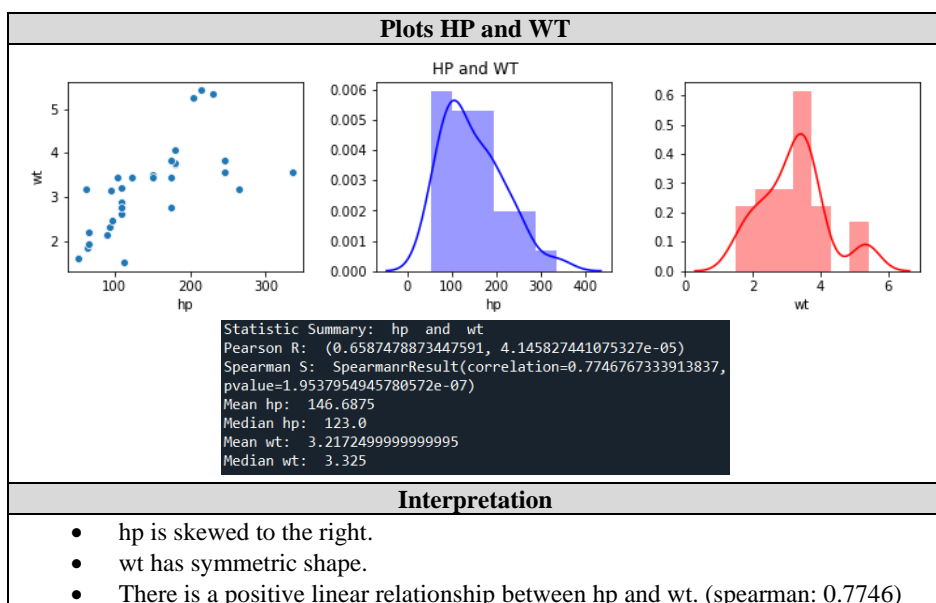 Plots HP and WT
HP and WT
5
4
3
2
wt
100 200 300
hp
0.006
0.005
0.004
0.003
0.002
0.001
0.000
0 100 200 300 400
hp
0.6
0.5
0.4
0.3
0.2
0.1
0.0
0 2 4 6
wt
Statistic Summary: hp and wt
Pearson R: (0.6587478873447591, 4.145827441075327e-05)
Spearman S: SpearmanrResult(correlation=0.7746767333913837,
pvalue=1.9537954945780572e-07)
Mean hp: 146.6875
Median hp: 123.0
Mean wt: 3.2172499999999995
Median wt: 3.325
Interpretation
• hp is skewed to the right.
• wt has symmetric shape.
• There is a positive linear relationship between hp and wt. (spearman: 0.7746)